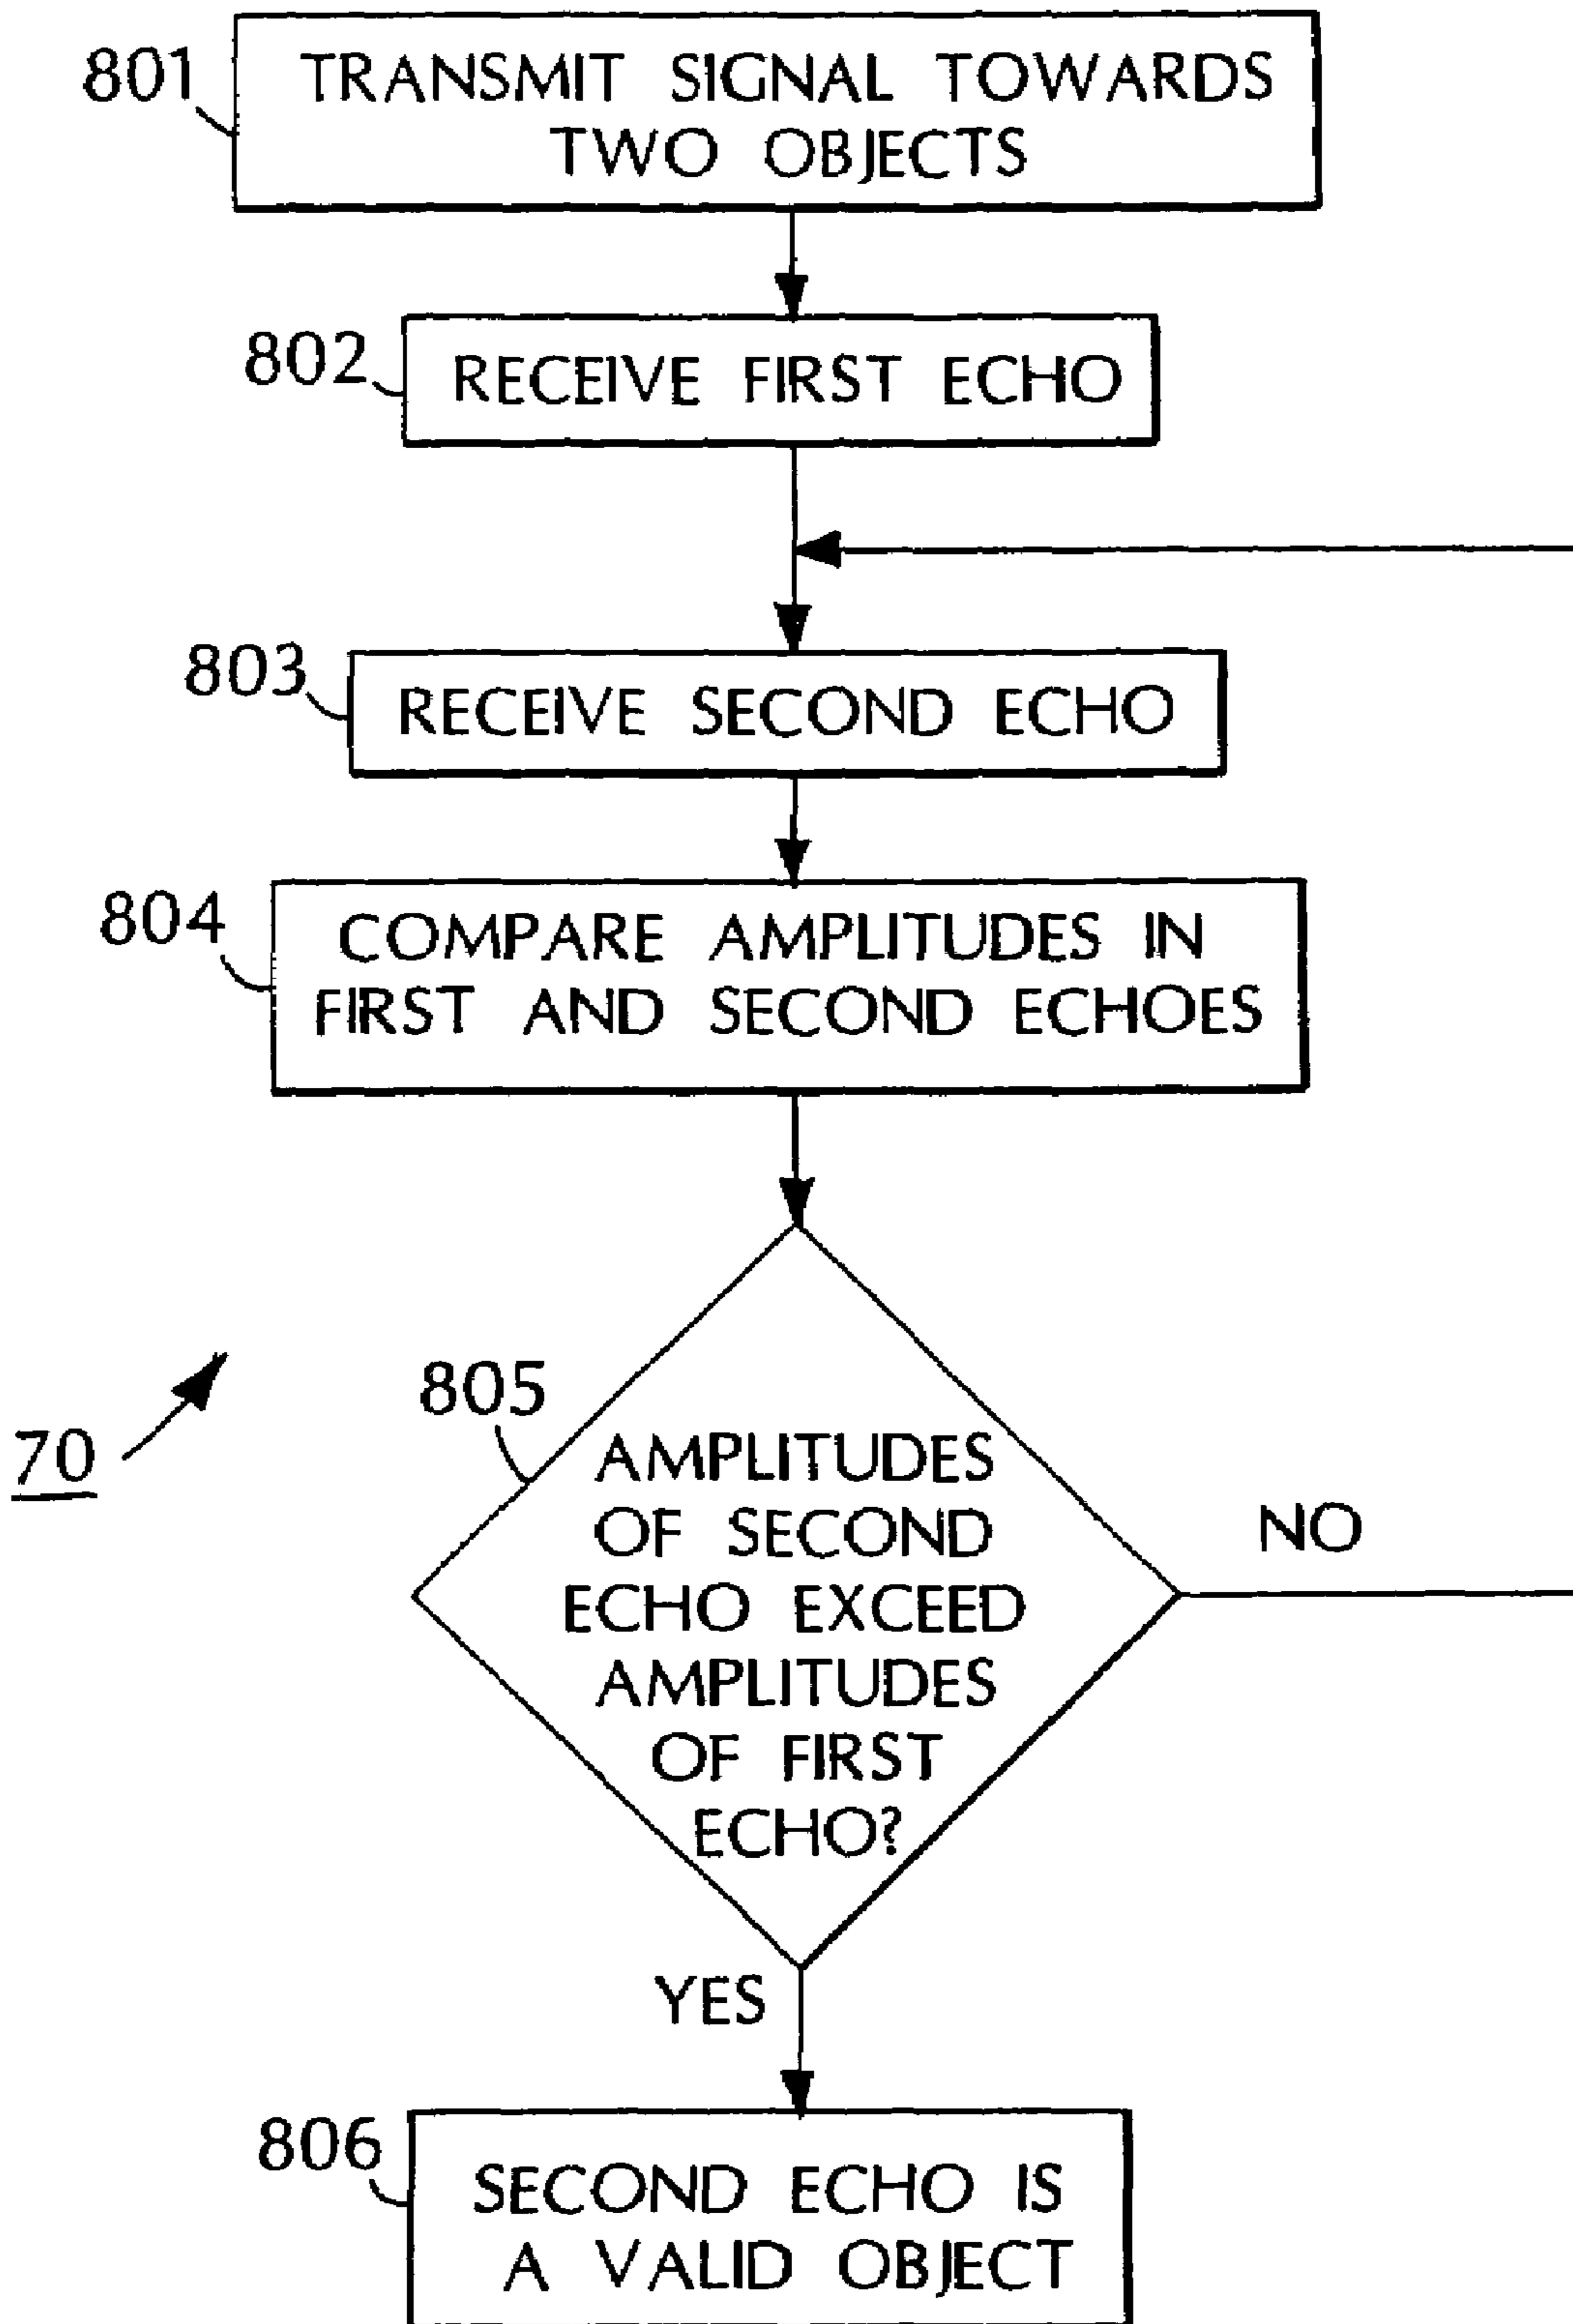 801
TRANSMIT SIGNAL TOWARDS
TWO OBJECTS
802
RECEIVE FIRST ECHO
803
RECEIVE SECOND ECHO
804
COMPARE AMPLITUDES IN
FIRST AND SECOND ECHOES
70
805
AMPLITUDES
OF SECOND
ECHO EXCEED
AMPLITUDES
OF FIRST
ECHO?
NO
YES
806
SECOND ECHO IS
A VALID OBJECT